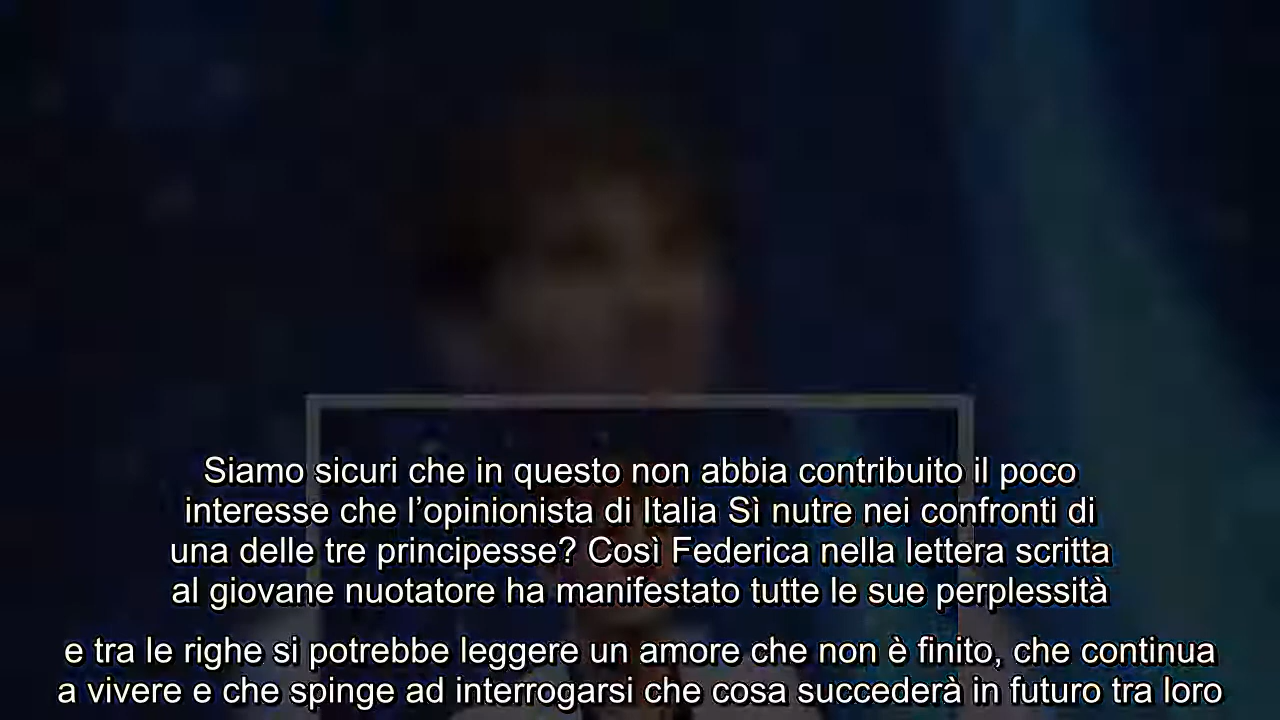 Siamo sicuri che in questo non abbia contribuito il poco
interesse che l’opinionista di Italia Sì nutre nei confronti di
una delle tre principesse? Così Federica nella lettera scritta
al giovane nuotatore ha manifestato tutte le sue perplessità
e tra le righe si potrebbe leggere un amore che non è finito, che continua
a vivere e che spinge ad interrogarsi che cosa succederà in futuro tra loro